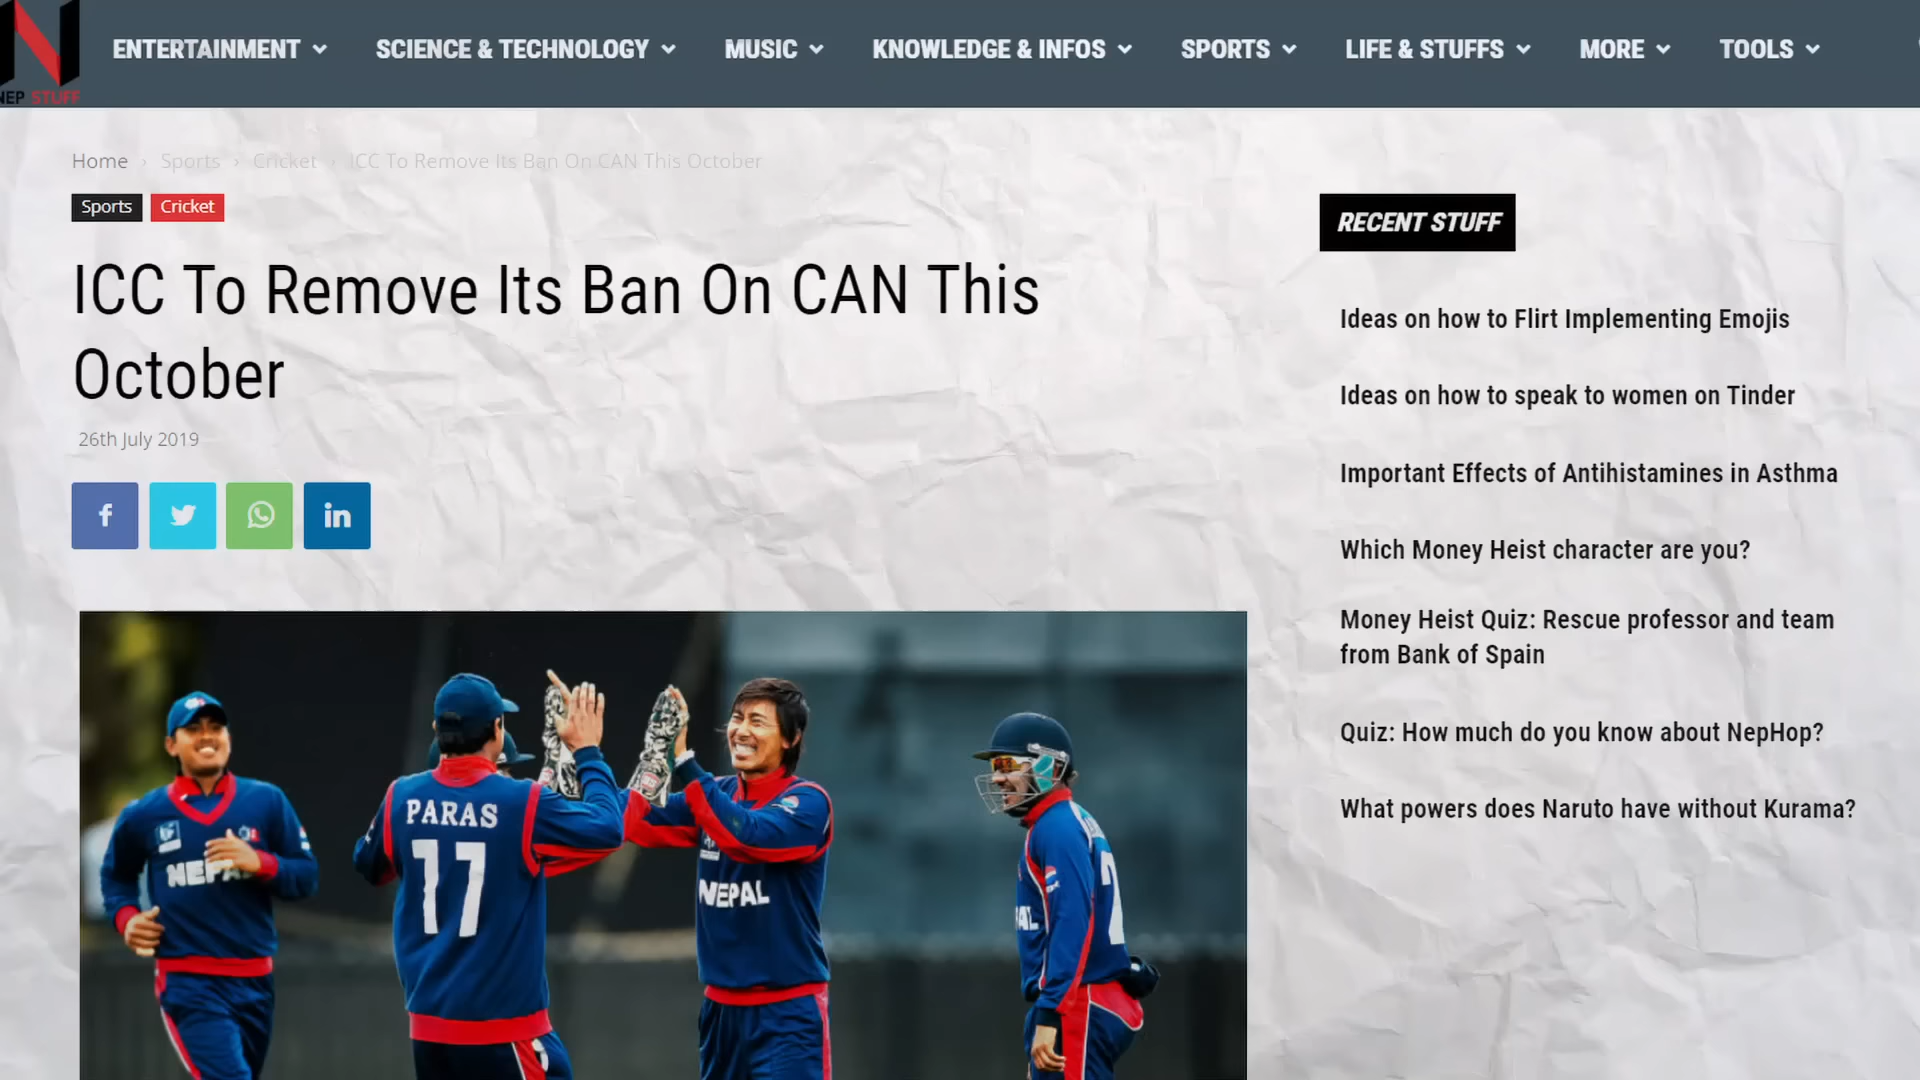 NEP STUFF
ENTERTAINMENT
SCIENCE & TECHNOLOGY
MUSIC
KNOWLEDGE & INFOS
SPORTS
LIFE & STUFFS
MORE
TOOLS
Home › Sports › Cricket › ICC To Remove Its Ban On CAN This October
Sports
Cricket
ICC To Remove Its Ban On CAN This
October
26th July 2019
RECENT STUFF
Ideas on how to Flirt Implementing Emojis
Ideas on how to speak to women on Tinder
Important Effects of Antihistamines in Asthma
Which Money Heist character are you?
Money Heist Quiz: Rescue professor and team
from Bank of Spain
Quiz: How much do you know about NepHop?
What powers does Naruto have without Kurama?
PARAS
17
NEPAL
2